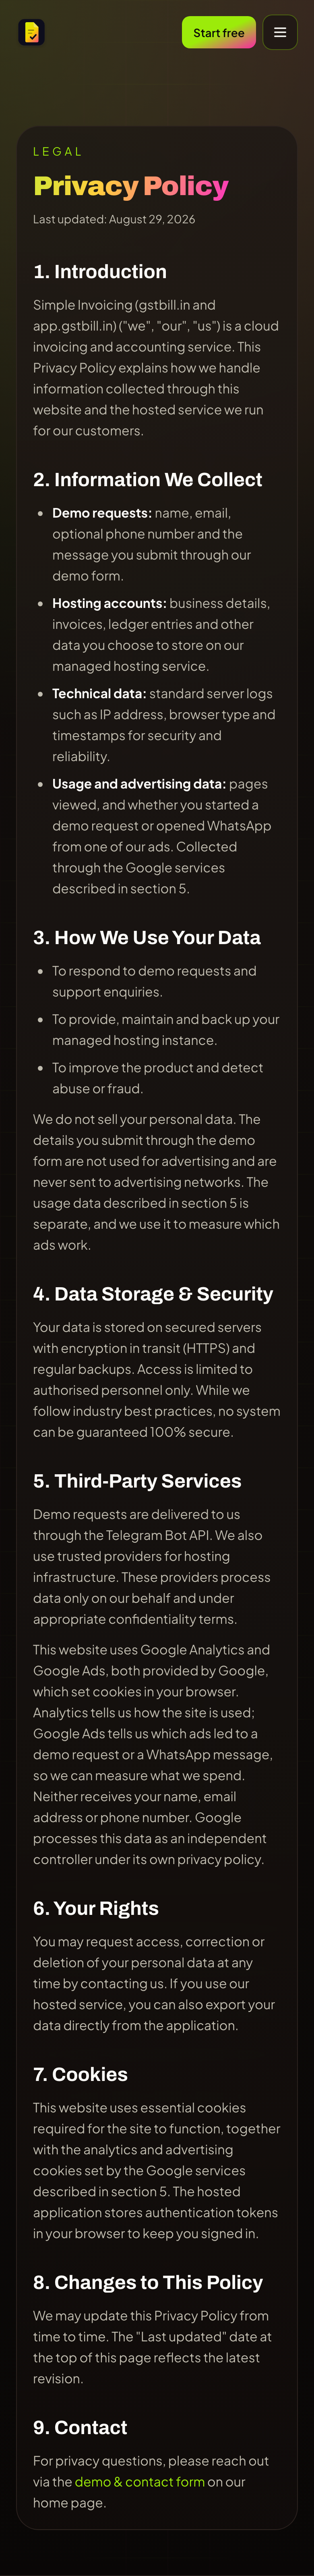 Start free
LEGAL
Privacy Policy
Last updated: August 29, 2026
1. Introduction
Simple Invoicing (gstbill.in and
app.gstbill.in) ("we", "our", "us") is a cloud
invoicing and accounting service. This
Privacy Policy explains how we handle
information collected through this
website and the hosted service we run
for our customers.
2. Information We Collect
• Demo requests: name, email,
optional phone number and the
message you submit through our
demo form.
• Hosting accounts: business details,
invoices, ledger entries and other
data you choose to store on our
managed hosting service.
• Technical data: standard server logs
such as IP address, browser type and
timestamps for security and
reliability.
• Usage and advertising data: pages
viewed, and whether you started a
demo request or opened WhatsApp
from one of our ads. Collected
through the Google services
described in section 5.
3. How We Use Your Data
• To respond to demo requests and
support enquiries.
• To provide, maintain and back up your
managed hosting instance.
• To improve the product and detect
abuse or fraud.
We do not sell your personal data. The
details you submit through the demo
form are not used for advertising and are
never sent to advertising networks. The
usage data described in section 5 is
separate, and we use it to measure which
ads work.
4. Data Storage & Security
Your data is stored on secured servers
with encryption in transit (HTTPS) and
regular backups. Access is limited to
authorised personnel only. While we
follow industry best practices, no system
can be guaranteed 100% secure.
5. Third-Party Services
Demo requests are delivered to us
through the Telegram Bot API. We also
use trusted providers for hosting
infrastructure. These providers process
data only on our behalf and under
appropriate confidentiality terms.
This website uses Google Analytics and
Google Ads, both provided by Google,
which set cookies in your browser.
Analytics tells us how the site is used;
Google Ads tells us which ads led to a
demo request or a WhatsApp message,
so we can measure what we spend.
Neither receives your name, email
address or phone number. Google
processes this data as an independent
controller under its own privacy policy.
6. Your Rights
You may request access, correction or
deletion of your personal data at any
time by contacting us. If you use our
hosted service, you can also export your
data directly from the application.
7. Cookies
This website uses essential cookies
required for the site to function, together
with the analytics and advertising
cookies set by the Google services
described in section 5. The hosted
application stores authentication tokens
in your browser to keep you signed in.
8. Changes to This Policy
We may update this Privacy Policy from
time to time. The "Last updated" date at
the top of this page reflects the latest
revision.
9. Contact
For privacy questions, please reach out
via the demo & contact form on our
home page.